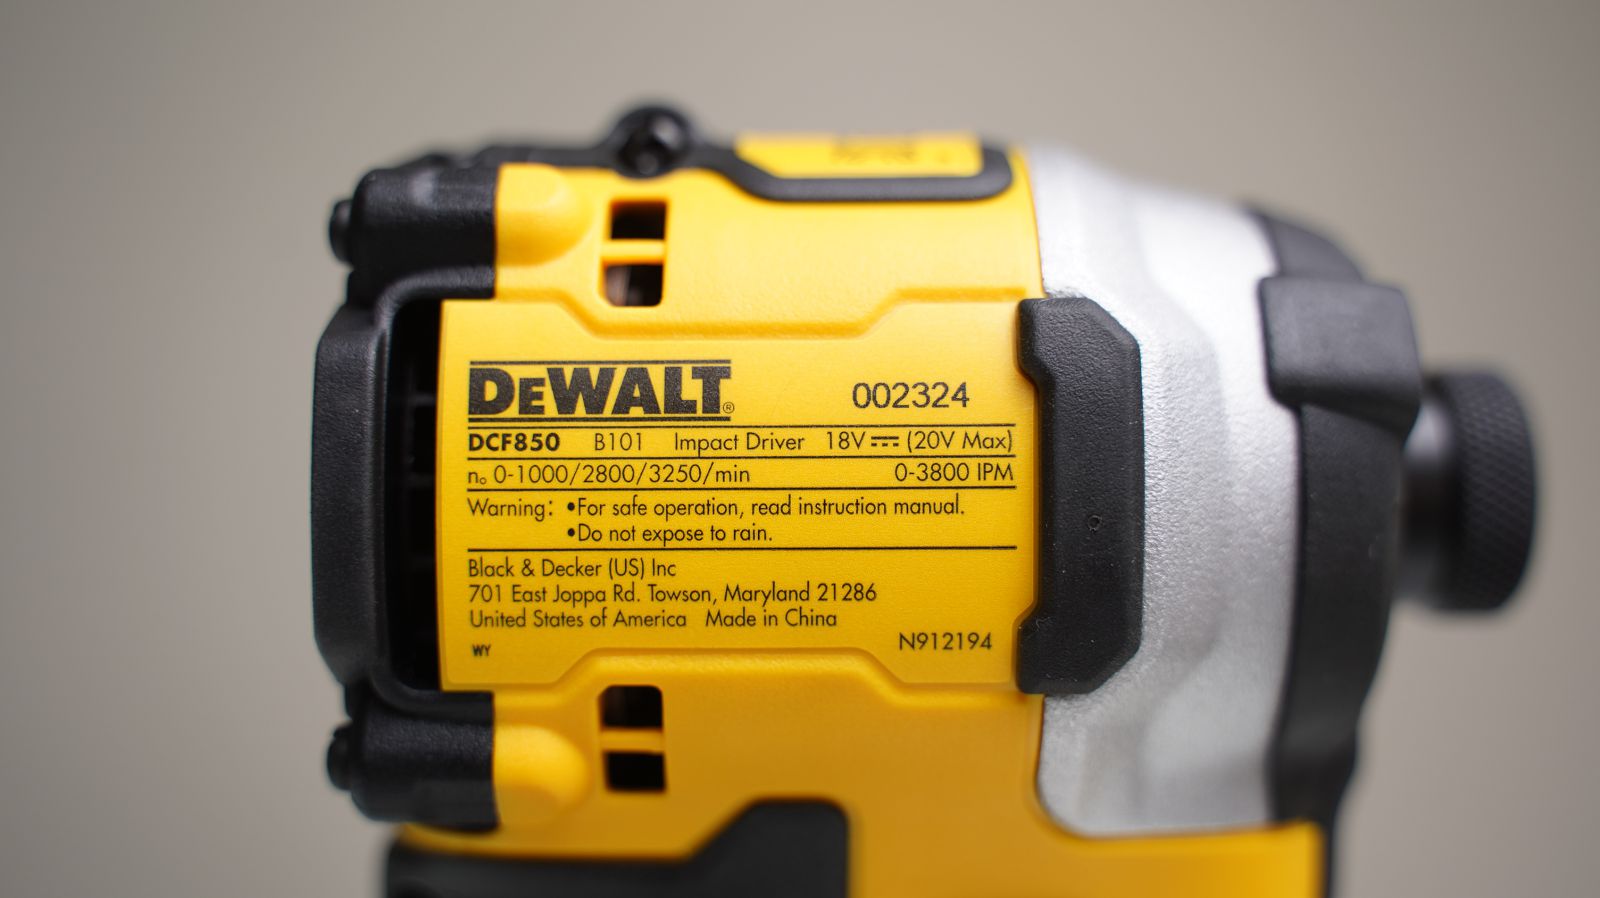 DEWALT® 002324
DCF850 B101 Impact Driver 18V⎓(20V Max)
n₀ 0-1000/2800/3250/min 0-3800 IPM
Warning: •For safe operation, read instruction manual.
•Do not expose to rain.
Black & Decker (US) Inc
701 East Joppa Rd. Towson, Maryland 21286
United States of America Made in China
WY N912194